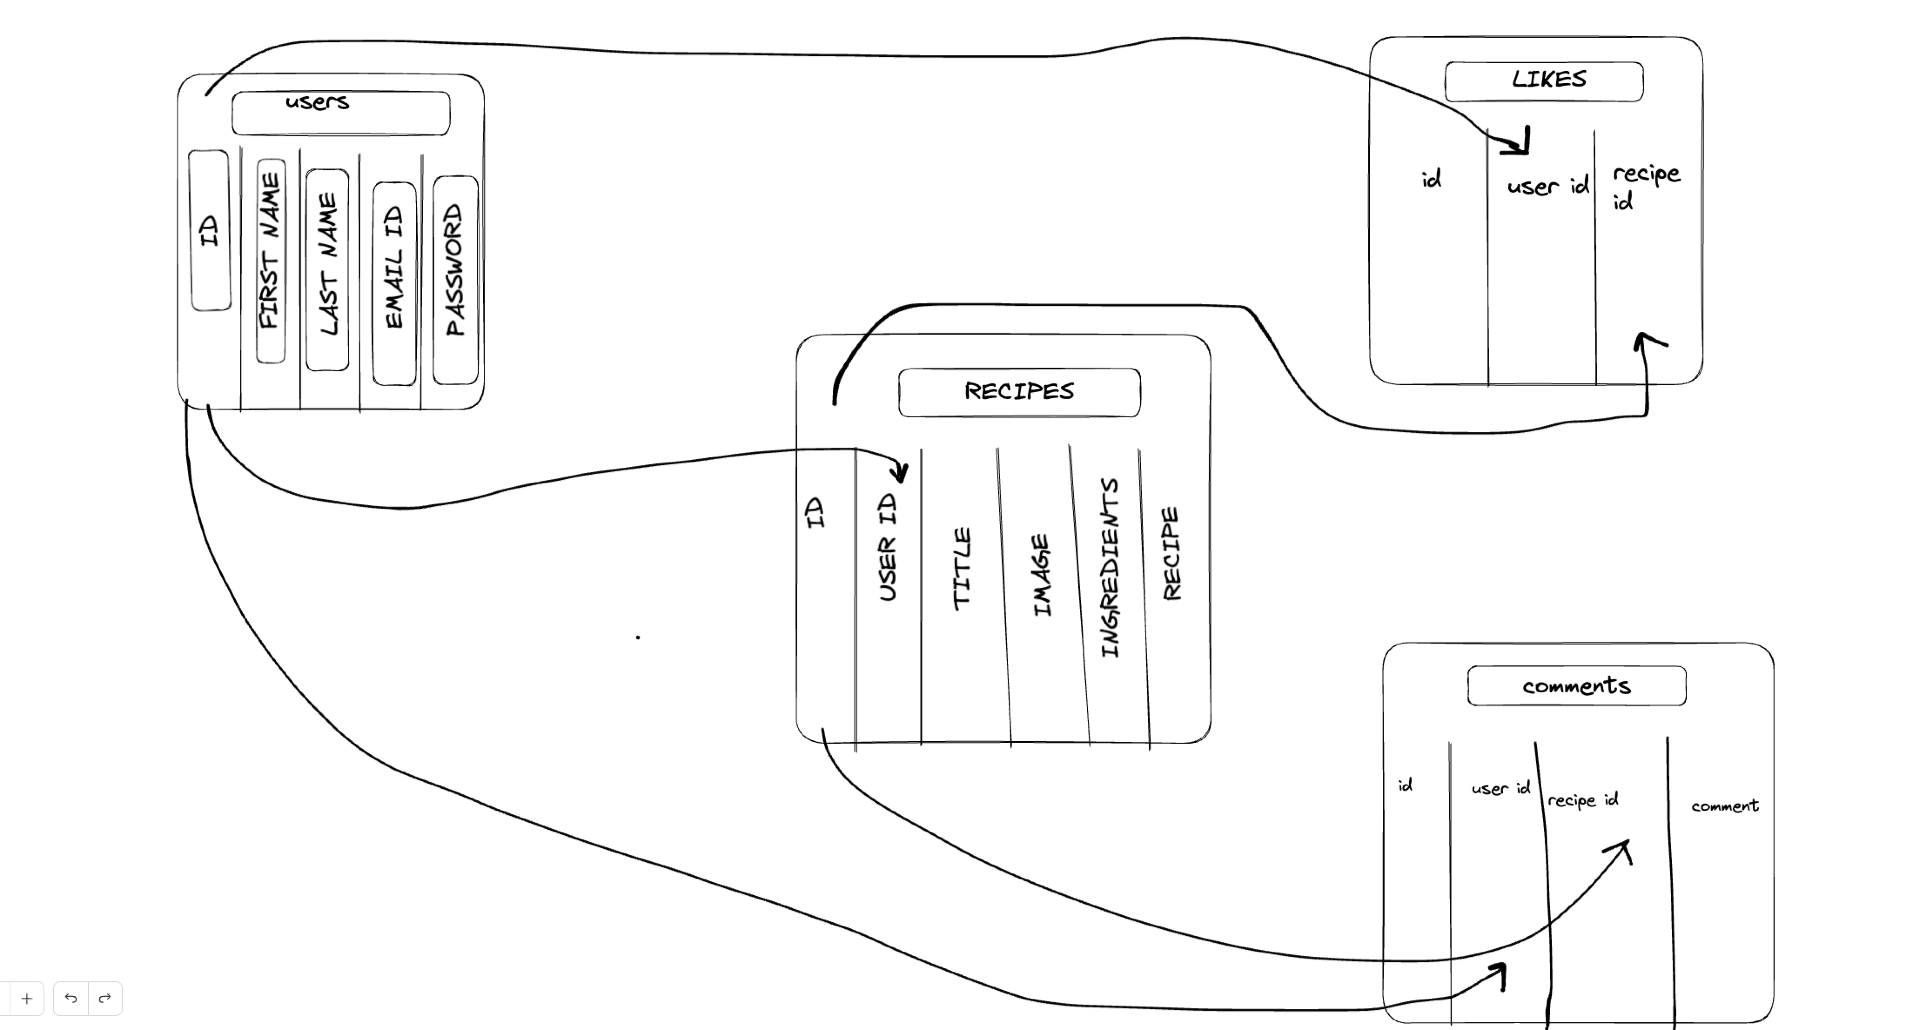 users
ID
FIRST NAME
LAST NAME
EMAIL ID
PASSWORD
LIKES
id
user id
recipe
id
RECIPES
ID
USER ID
TITLE
IMAGE
INGREDIENTS
RECIPE
comments
id
user id
recipe id
comment